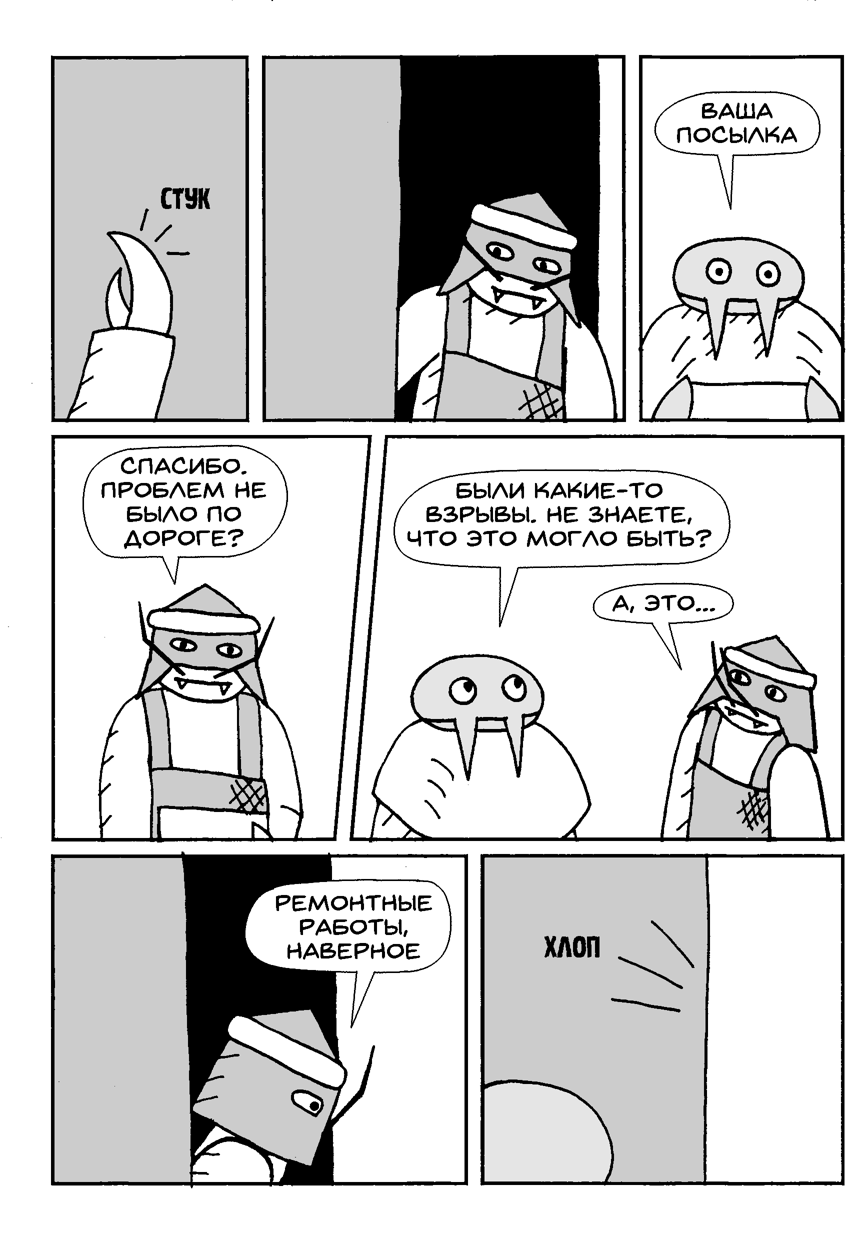 СТУК
ВАША
ПОСЫЛКА
СПАСИБО.
ПРОБЛЕМ НЕ
БЫЛО ПО
ДОРОГЕ?
БЫЛИ КАКИЕ-ТО
ВЗРЫВЫ. НЕ ЗНАЕТЕ,
ЧТО ЭТО МОГЛО БЫТЬ?
А, ЭТО...
РЕМОНТНЫЕ
РАБОТЫ,
НАВЕРНОЕ
ХЛОП